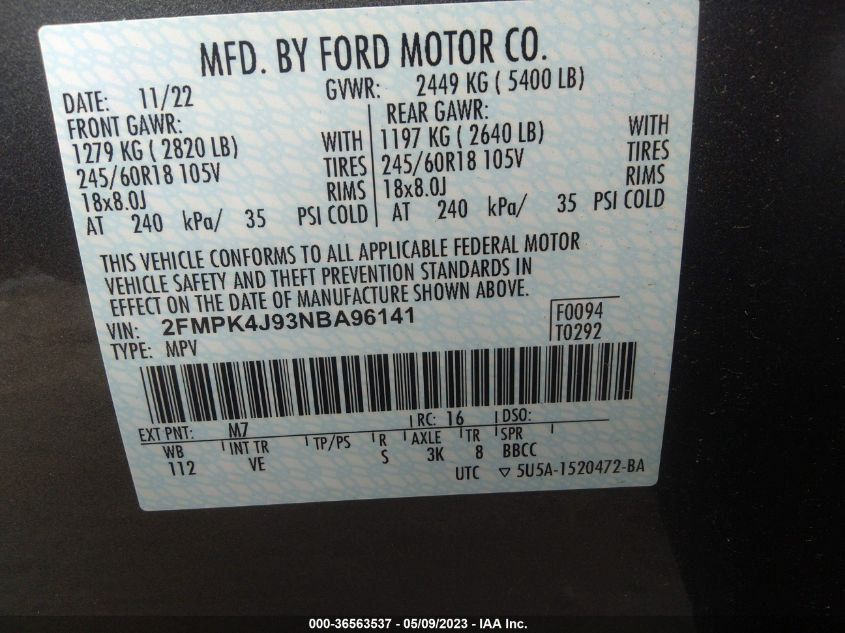 MFD. BY FORD MOTOR CO.
DATE: 11/22 GVWR: 2449 KG ( 5400 LB)
FRONT GAWR: REAR GAWR:
1279 KG ( 2820 LB) WITH 1197 KG ( 2640 LB) WITH
245/60R18 105V TIRES 245/60R18 105V TIRES
18x8.0J RIMS 18x8.0J RIMS
AT 240 kPa/ 35 PSI COLD AT 240 kPa/ 35 PSI COLD
THIS VEHICLE CONFORMS TO ALL APPLICABLE FEDERAL MOTOR
VEHICLE SAFETY AND THEFT PREVENTION STANDARDS IN
EFFECT ON THE DATE OF MANUFACTURE SHOWN ABOVE.
VIN: 2FMPK4J93NBA96141 F0094
TYPE: MPV T0292
EXT PNT: M7 RC: 16 DSO:
WB INT TR TP/PS R AXLE TR SPR
112 VE S 3K 8 BBCC
UTC ▽ 5U5A-1520472-BA
000-36563537 - 05/09/2023 - IAA Inc.